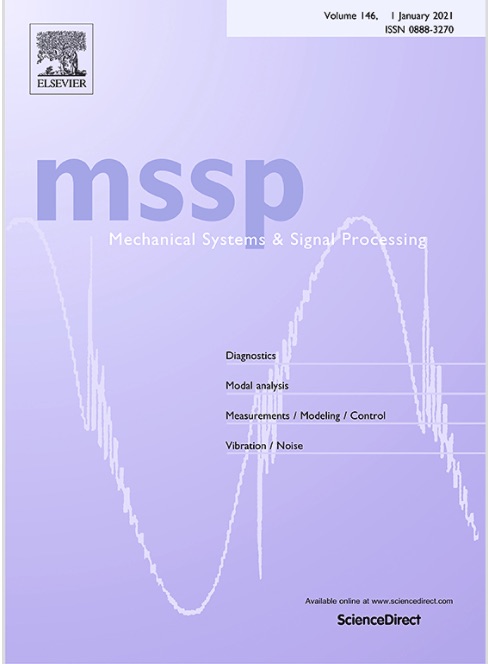 Volume 146, 1 January 2021
ISSN 0888-3270
ELSEVIER
mssp
Mechanical Systems & Signal Processing
Diagnostics
Modal analysis
Measurements / Modeling / Control
Vibration / Noise
Available online at www.sciencedirect.com
ScienceDirect